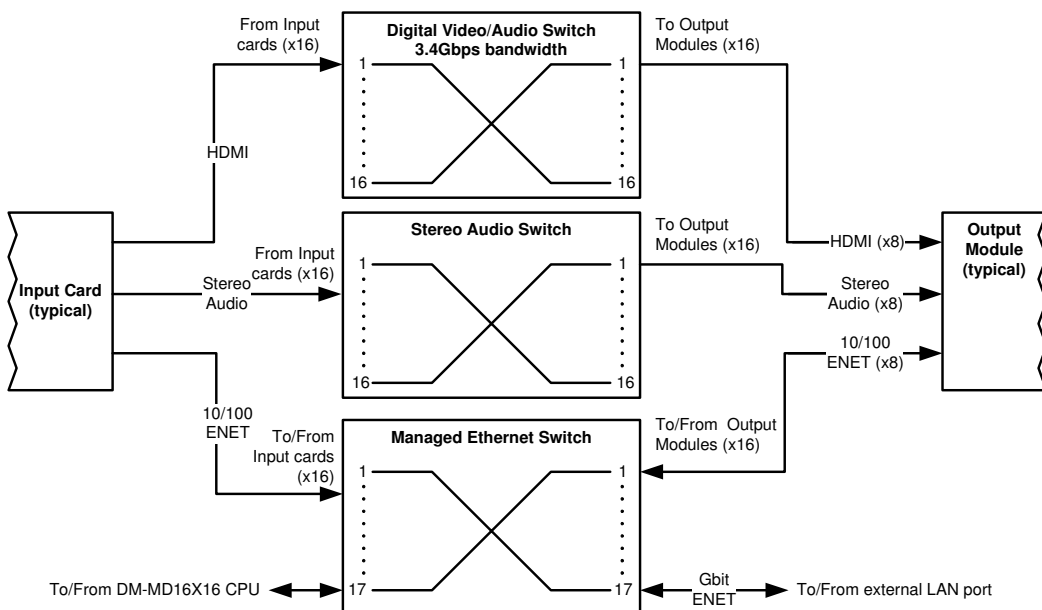 From Input
cards (x16)
Digital Video/Audio Switch
3.4Gbps bandwidth
To Output
Modules (x16)
1
1
HDMI
16
16
From Input
cards (x16)
Stereo Audio Switch
To Output
Modules (x16)
1
1
Input Card
(typical)
Stereo
Audio
HDMI (x8)
Stereo
Audio (x8)
10/100
ENET (x8)
Output
Module
(typical)
16
16
10/100
ENET
To/From
Input cards
(x16)
Managed Ethernet Switch
To/From Output
Modules (x16)
1
1
To/From DM-MD16X16 CPU
17
17
Gbit
ENET
To/From external LAN port